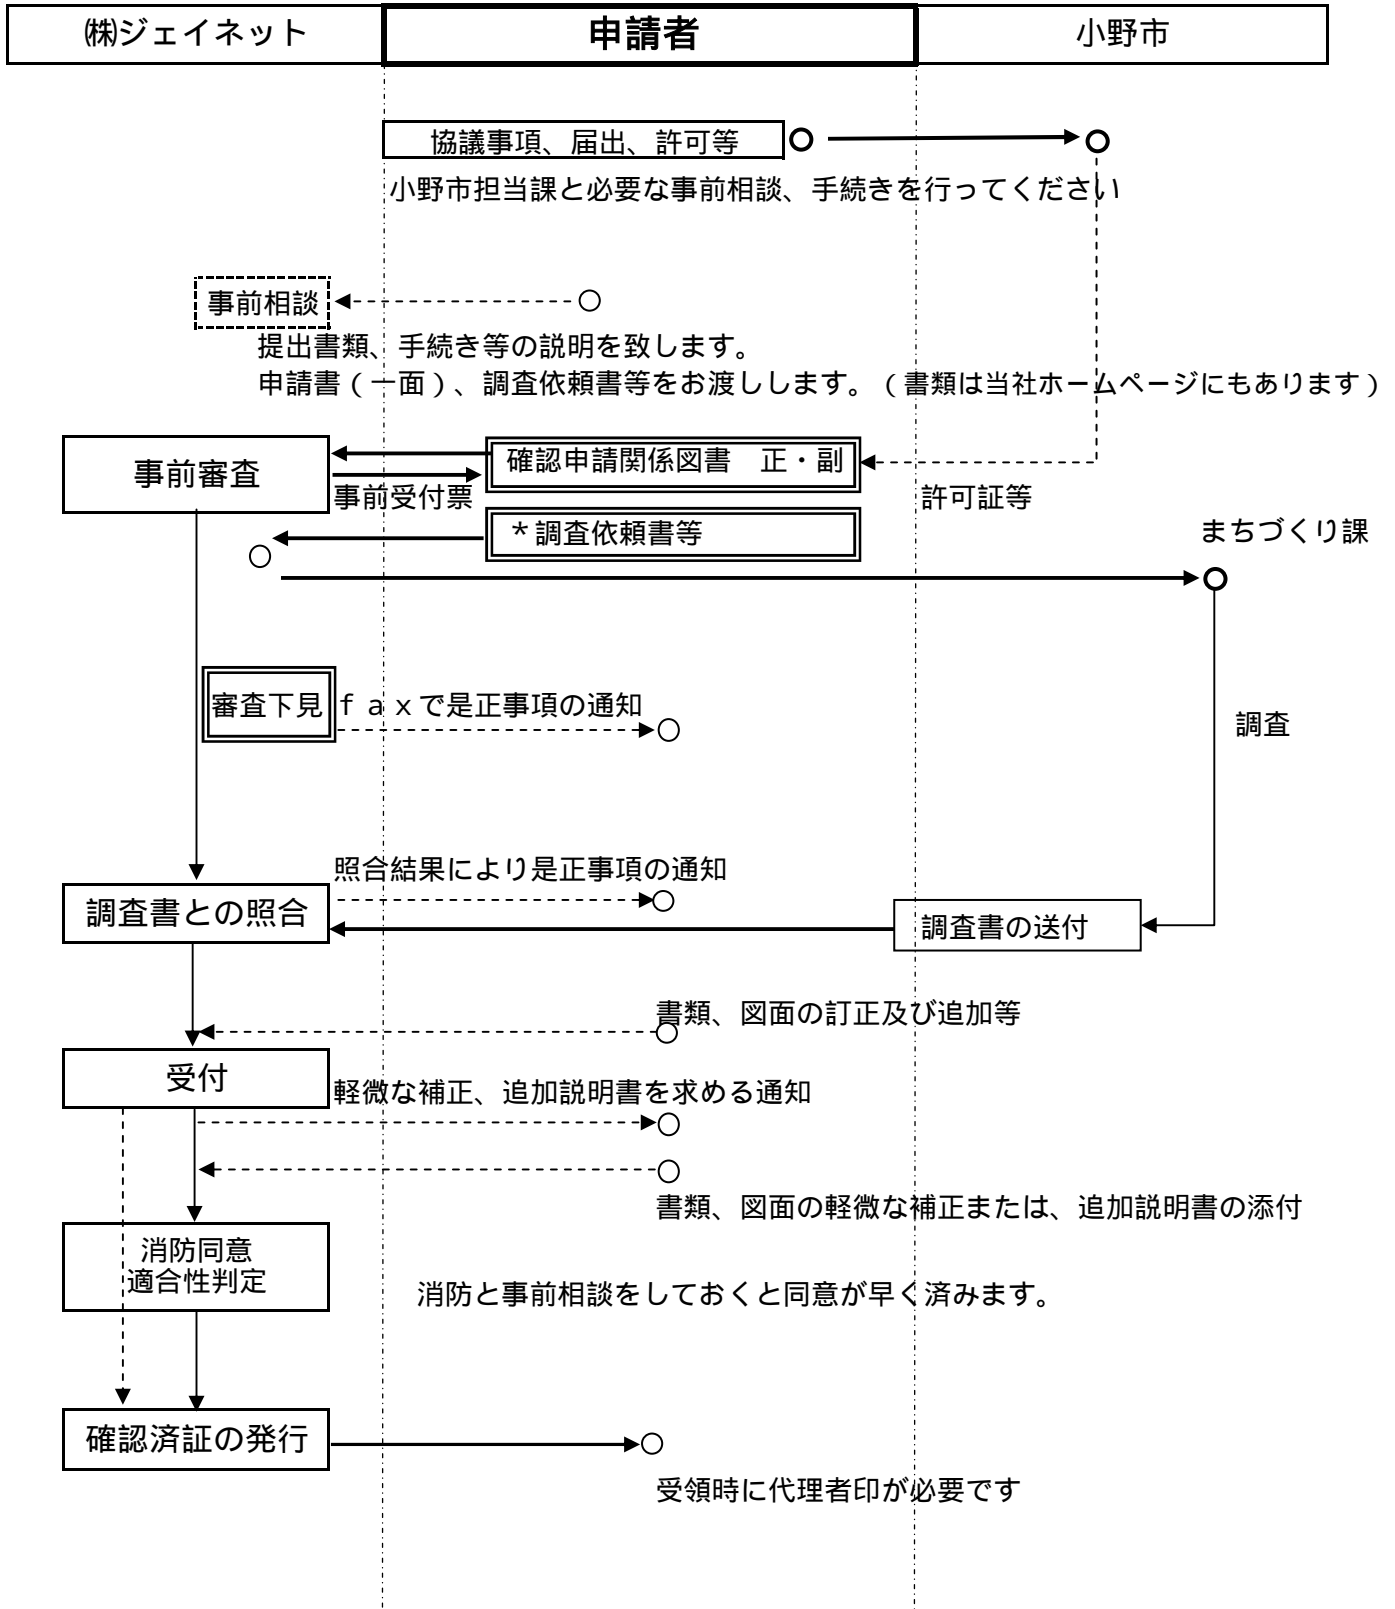 ㈱ジェイネット
申請者
小野市
協議事項、届出、許可等
小野市担当課と必要な事前相談、手続きを行ってください
事前相談
提出書類、手続き等の説明を致します。
申請書（一面）、調査依頼書等をお渡しします。（書類は当社ホームページにもあります）
事前審査
確認申請関係図書　正・副
事前受付票
許可証等
＊調査依頼書等
まちづくり課
審査下見
ｆａｘで是正事項の通知
調査
照合結果により是正事項の通知
調査書との照合
調査書の送付
書類、図面の訂正及び追加等
受付
軽微な補正、追加説明書を求める通知
書類、図面の軽微な補正または、追加説明書の添付
消防同意
適合性判定
消防と事前相談をしておくと同意が早く済みます。
確認済証の発行
受領時に代理者印が必要です